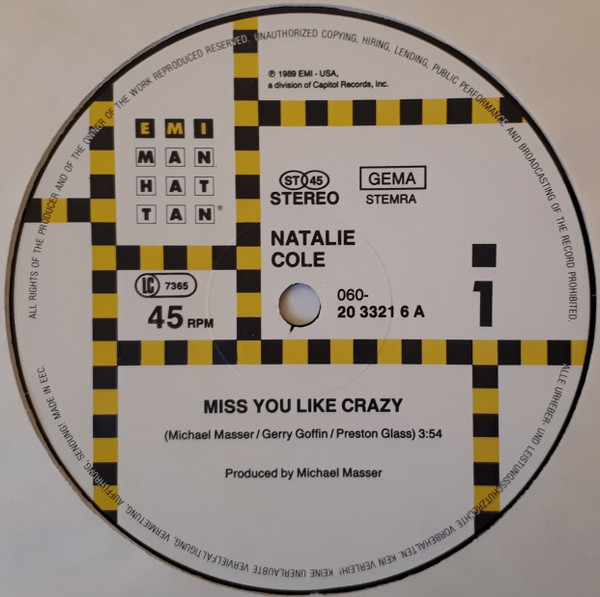 ALL RIGHTS OF THE PRODUCER AND OF THE OWNER OF THE WORK REPRODUCED RESERVED. UNAUTHORIZED COPYING, HIRING, LENDING, PUBLIC PERFORMANCE AND BROADCASTING OF THE RECORD PROHIBITED.
℗ 1989 EMI - USA,
a division of Capitol Records, Inc.
EMI
MAN
HAT
TAN®
ST 45
STEREO
GEMA
STEMRA
NATALIE
COLE
LC 7365
45 RPM
060-
20 3321 6 A
1
MISS YOU LIKE CRAZY
(Michael Masser/Gerry Goffin/Preston Glass) 3:54
Produced by Michael Masser
ALLE URHEBER- UND LEISTUNGSSCHUTZRECHTE VORBEHALTEN. KEIN VERLEIH! KEINE UNERLAUBTE VERVIELFÄLTIGUNG, VERMIETUNG, AUFFÜHRUNG, SENDUNG! MADE IN EEC.